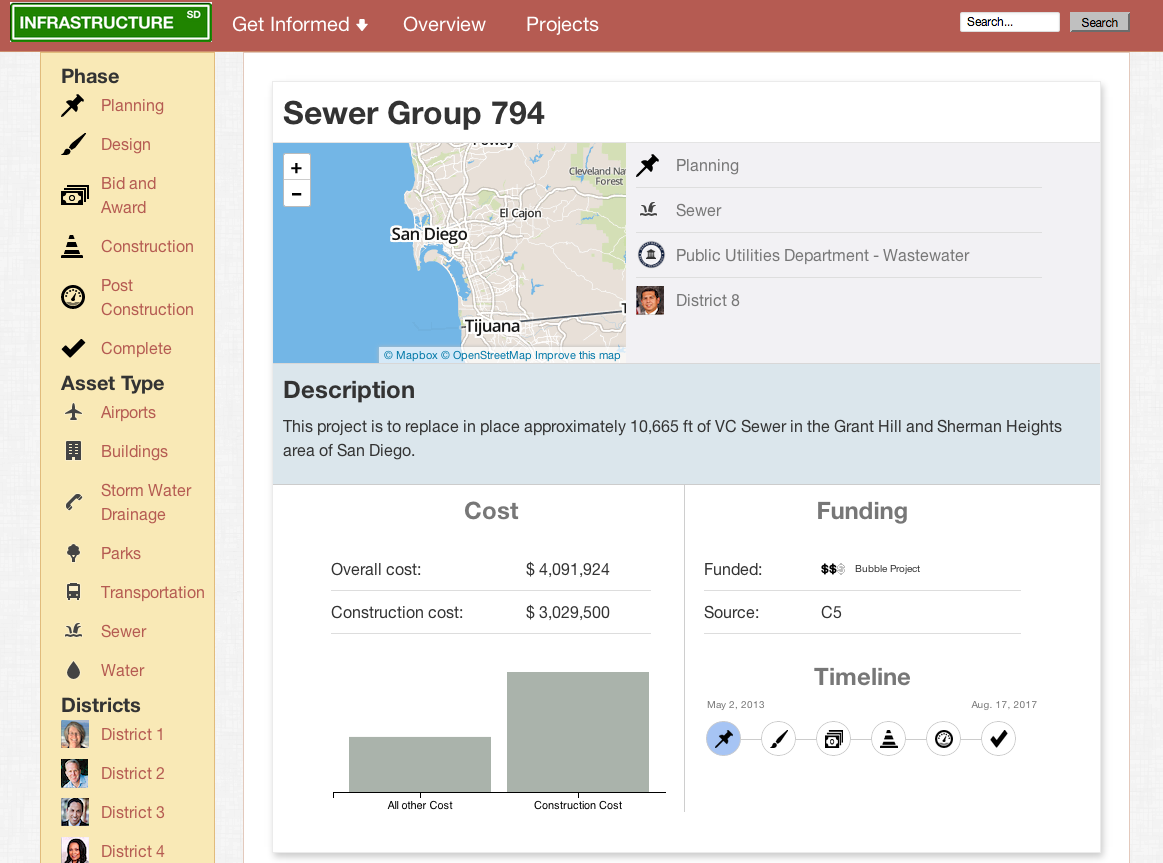 INFRASTRUCTURE SD
Get Informed Overview Projects
Search...
Search
Phase
Planning
Design
Bid and
Award
Construction
Post
Construction
Complete
Asset Type
Airports
Buildings
Storm Water
Drainage
Parks
Transportation
Sewer
Water
Districts
District 1
District 2
District 3
District 4
Sewer Group 794
+
−
Poway
Cleveland Na
Forest
El Cajon
San Diego
Tijuana
T
© Mapbox © OpenStreetMap Improve this map
Planning
Sewer
Public Utilities Department - Wastewater
District 8
Description
This project is to replace in place approximately 10,665 ft of VC Sewer in the Grant Hill and Sherman Heights
area of San Diego.
Cost
Overall cost: $ 4,091,924
Construction cost: $ 3,029,500
All other Cost Construction Cost
Funding
Funded: $$$ Bubble Project
Source: C5
Timeline
May 2, 2013 Aug. 17, 2017